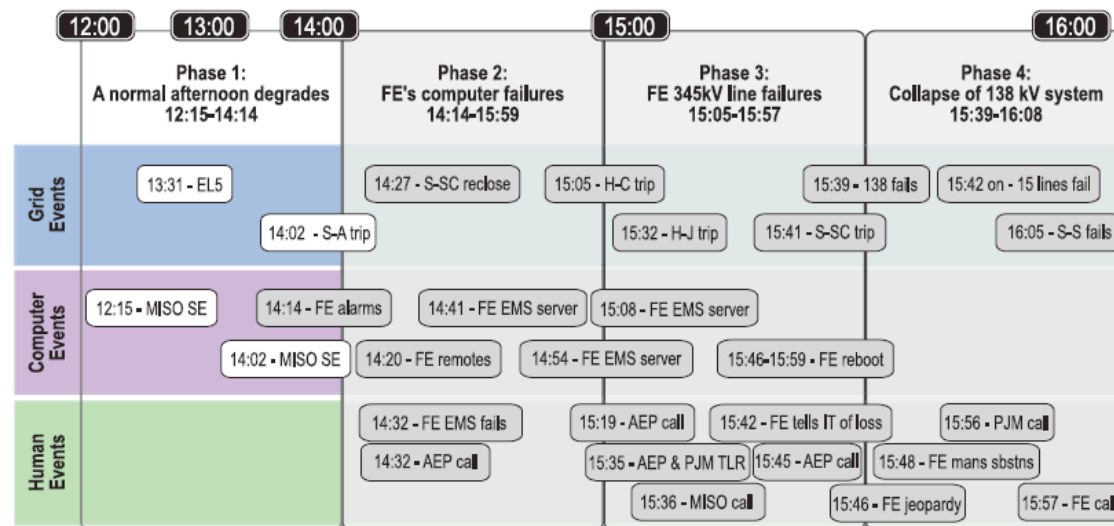 12:00
13:00
14:00
15:00
16:00
Phase 1:
A normal afternoon degrades
12:15-14:14
Phase 2:
FE's computer failures
14:14-15:59
Phase 3:
FE 345kV line failures
15:05-15:57
Phase 4:
Collapse of 138 kV system
15:39-16:08
Grid
Events
13:31 - EL5
14:27 - S-SC reclose
15:05 - H-C trip
15:39 - 138 fails
15:42 on - 15 lines fail
14:02 - S-A trip
15:32 - H-J trip
15:41 - S-SC trip
16:05 - S-S fails
Computer
Events
12:15 - MISO SE
14:14 - FE alarms
14:41 - FE EMS server
15:08 - FE EMS server
14:02 - MISO SE
14:20 - FE remotes
14:54 - FE EMS server
15:46-15:59 - FE reboot
Human
Events
14:32 - FE EMS fails
15:19 - AEP call
15:42 - FE tells IT of loss
15:56 - PJM call
14:32 - AEP call
15:35 - AEP & PJM TLR
15:45 - AEP call
15:48 - FE mans sbstns
15:36 - MISO call
15:46 - FE jeopardy
15:57 - FE cal